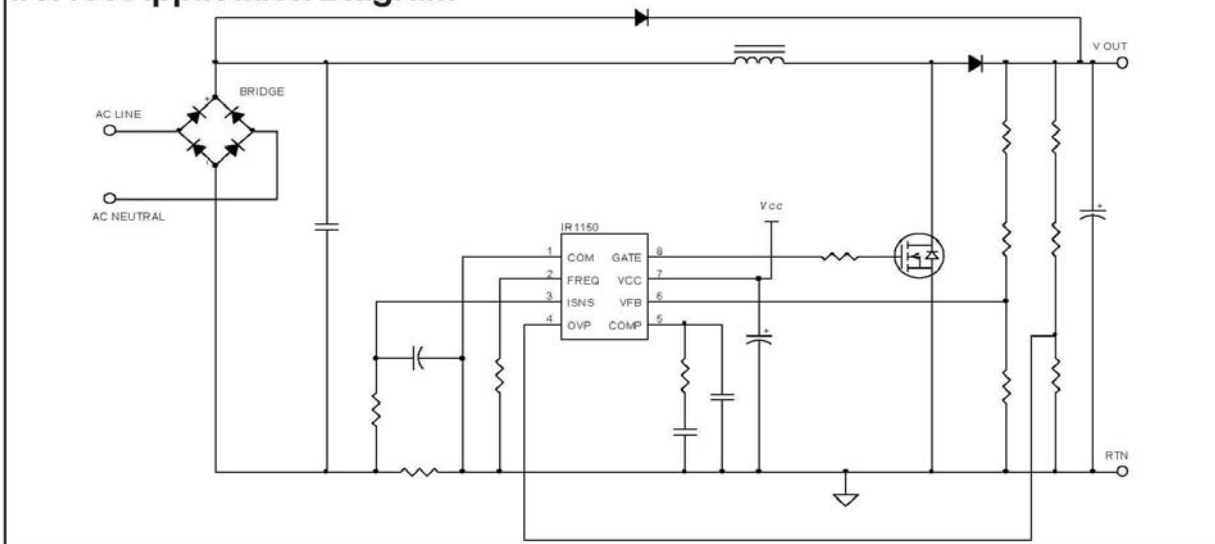 V OUT
BRIDGE
AC LINE
AC NEUTRAL
Vcc
IR1150
1 COM GATE 8
2 FREQ VCC 7
3 ISNS VFB 6
4 OVP COMP 5
RTN